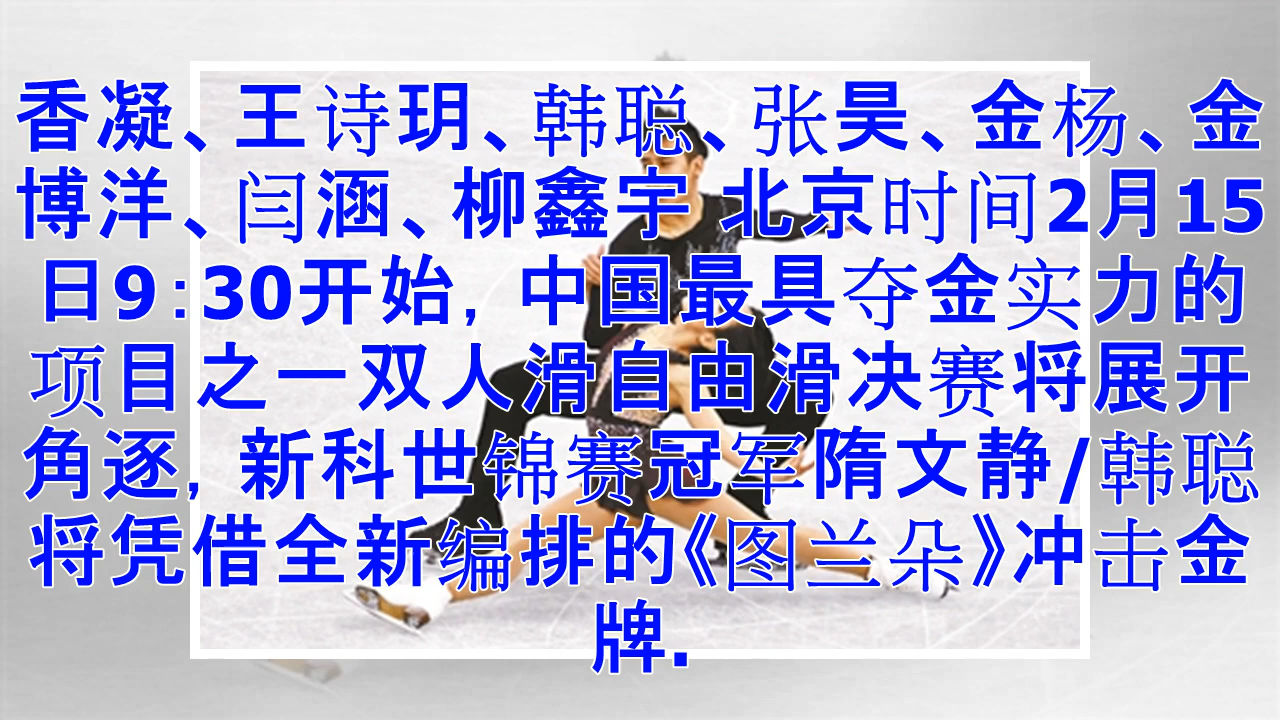 香凝、王诗玥、韩聪、张昊、金杨、金
博洋、闫涵、柳鑫宇 北京时间2月15
日9:30开始, 中国最具夺金实力的
项目之一双人滑自由滑决赛将展开
角逐, 新科世锦赛冠军隋文静/韩聪
将凭借全新编排的《图兰朵》冲击金
牌.